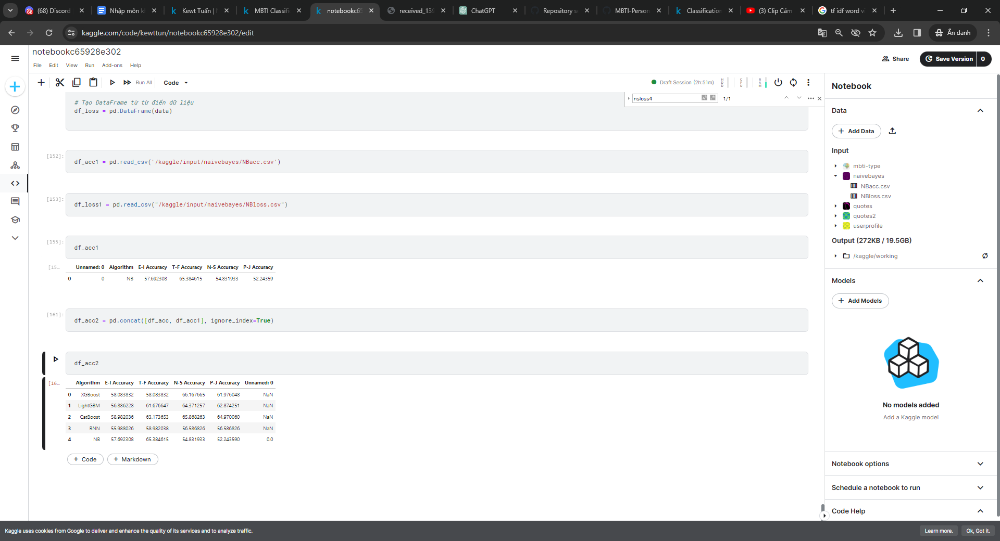 (68) Discord
Nhập môn k
Kewt Tuấn |
MBTI Classifi
notebookc65
received_139
ChatGPT
Repository s
MBTI-Person
Classification
(3) Clip Cảm
tf idf word v
kaggle.com/code/kewttun/notebookc65928e302/edit
Ẩn danh
notebookc65928e302
File Edit View Run Add-ons Help
Share
Save Version 0
Run All
Code
Draft Session (2h:51m)
HDD
CPU
RAM
nsloss4
1/1
# Tạo DataFrame từ từ điển dữ liệu
df_loss = pd.DataFrame(data)
[152]:
df_acc1 = pd.read_csv('/kaggle/input/naivebayes/NBacc.csv')
[153]:
df_loss1 = pd.read_csv("/kaggle/input/naivebayes/NBloss.csv")
[155]:
df_acc1
[15...
Unnamed: 0 Algorithm E-I Accuracy T-F Accuracy N-S Accuracy P-J Accuracy
0 0 NB 57.692308 65.384615 54.831933 52.24359
[161]:
df_acc2 = pd.concat([df_acc, df_acc1], ignore_index=True)
df_acc2
[16...
Algorithm E-I Accuracy T-F Accuracy N-S Accuracy P-J Accuracy Unnamed: 0
0 XGBoost 58.083832 58.083832 66.167665 61.976048 NaN
1 LightGBM 56.886228 61.676647 64.371257 62.874251 NaN
2 CatBoost 58.982036 63.173653 65.868263 64.970060 NaN
3 RNN 55.988026 58.982038 56.586826 56.586826 NaN
4 NB 57.692308 65.384615 54.831933 52.243590 0.0
+ Code
+ Markdown
Notebook
Data
+ Add Data
Input
mbti-type
naivebayes
NBacc.csv
NBloss.csv
quotes
quotes2
userprofile
Output (272KB / 19.5GB)
/kaggle/working
Models
+ Add Models
No models added
Add a Kaggle model
Notebook options
Schedule a notebook to run
Code Help
Kaggle uses cookies from Google to deliver and enhance the quality of its services and to analyze traffic.
Learn more.
Ok, Got it.